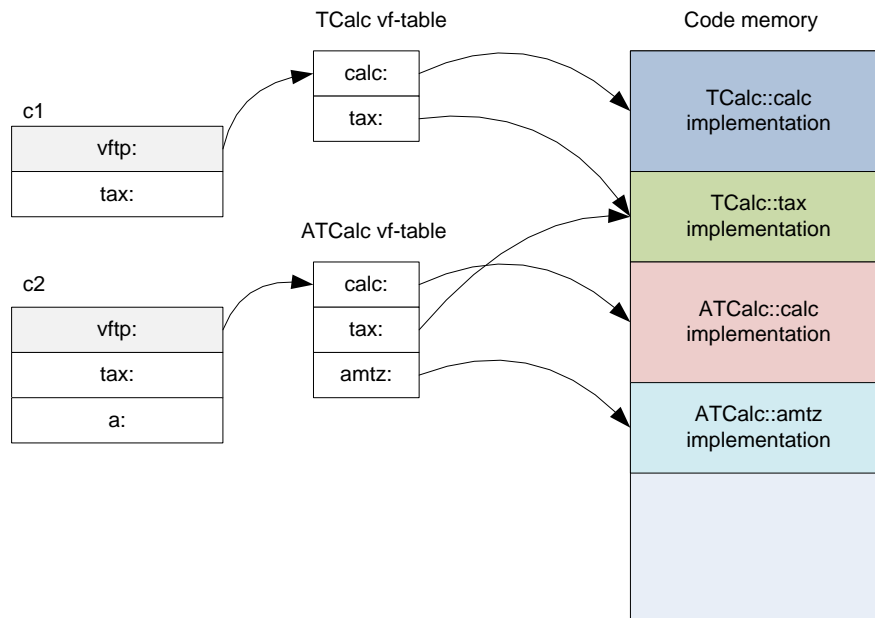 TCalc vf-table
Code memory
calc:
tax:
TCalc::calc
implementation
c1
vftp:
tax:
TCalc::tax
implementation
ATCalc vf-table
calc:
tax:
amtz:
c2
vftp:
tax:
a:
ATCalc::calc
implementation
ATCalc::amtz
implementation